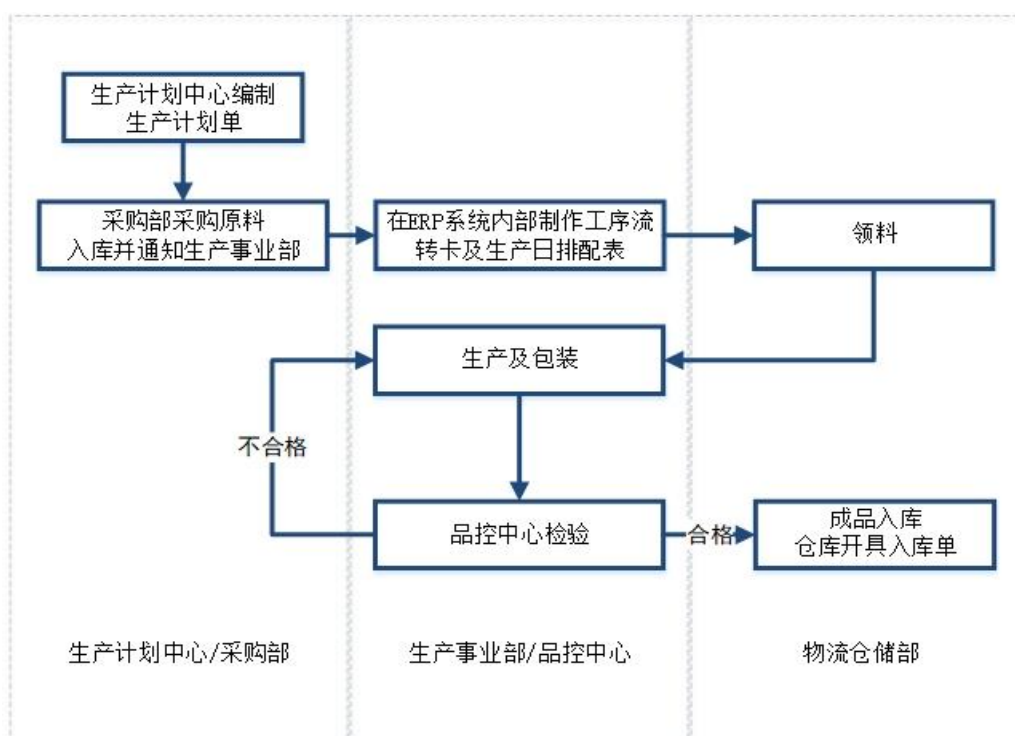 生产计划中心编制
生产计划单
采购部采购原料
入库并通知生产事业部
在ERP系统内部制作工序流
转卡及生产日排配表
领料
生产及包装
不合格
品控中心检验
合格
成品入库
仓库开具入库单
生产计划中心/采购部
生产事业部/品控中心
物流仓储部